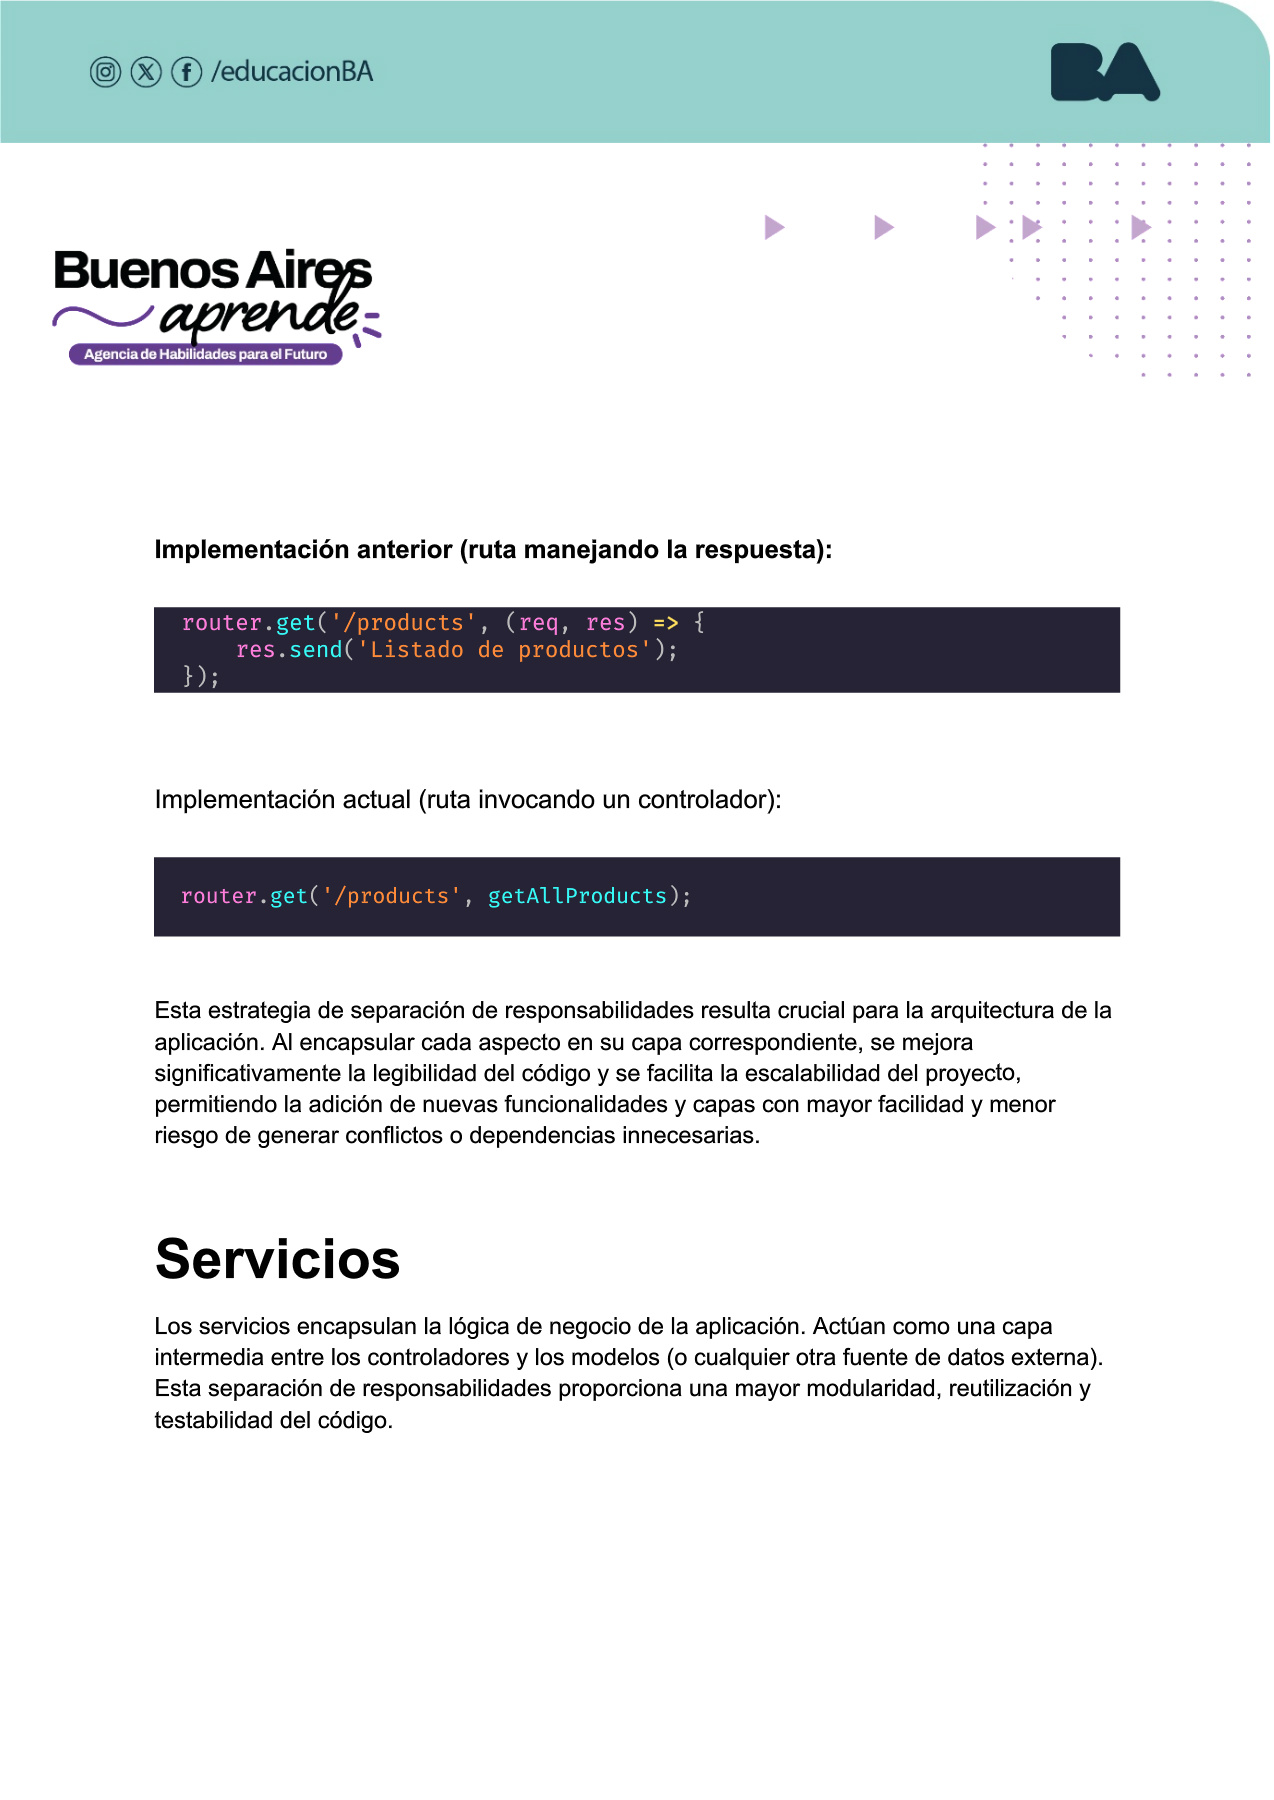 /educacionBA
BA
Buenos Aires
aprende
Agencia de Habilidades para el Futuro
Implementación anterior (ruta manejando la respuesta):
router.get('/products', (req, res) => {
    res.send('Listado de productos');
});
Implementación actual (ruta invocando un controlador):
router.get('/products', getAllProducts);
Esta estrategia de separación de responsabilidades resulta crucial para la arquitectura de la
aplicación. Al encapsular cada aspecto en su capa correspondiente, se mejora
significativamente la legibilidad del código y se facilita la escalabilidad del proyecto,
permitiendo la adición de nuevas funcionalidades y capas con mayor facilidad y menor
riesgo de generar conflictos o dependencias innecesarias.
Servicios
Los servicios encapsulan la lógica de negocio de la aplicación. Actúan como una capa
intermedia entre los controladores y los modelos (o cualquier otra fuente de datos externa).
Esta separación de responsabilidades proporciona una mayor modularidad, reutilización y
testabilidad del código.